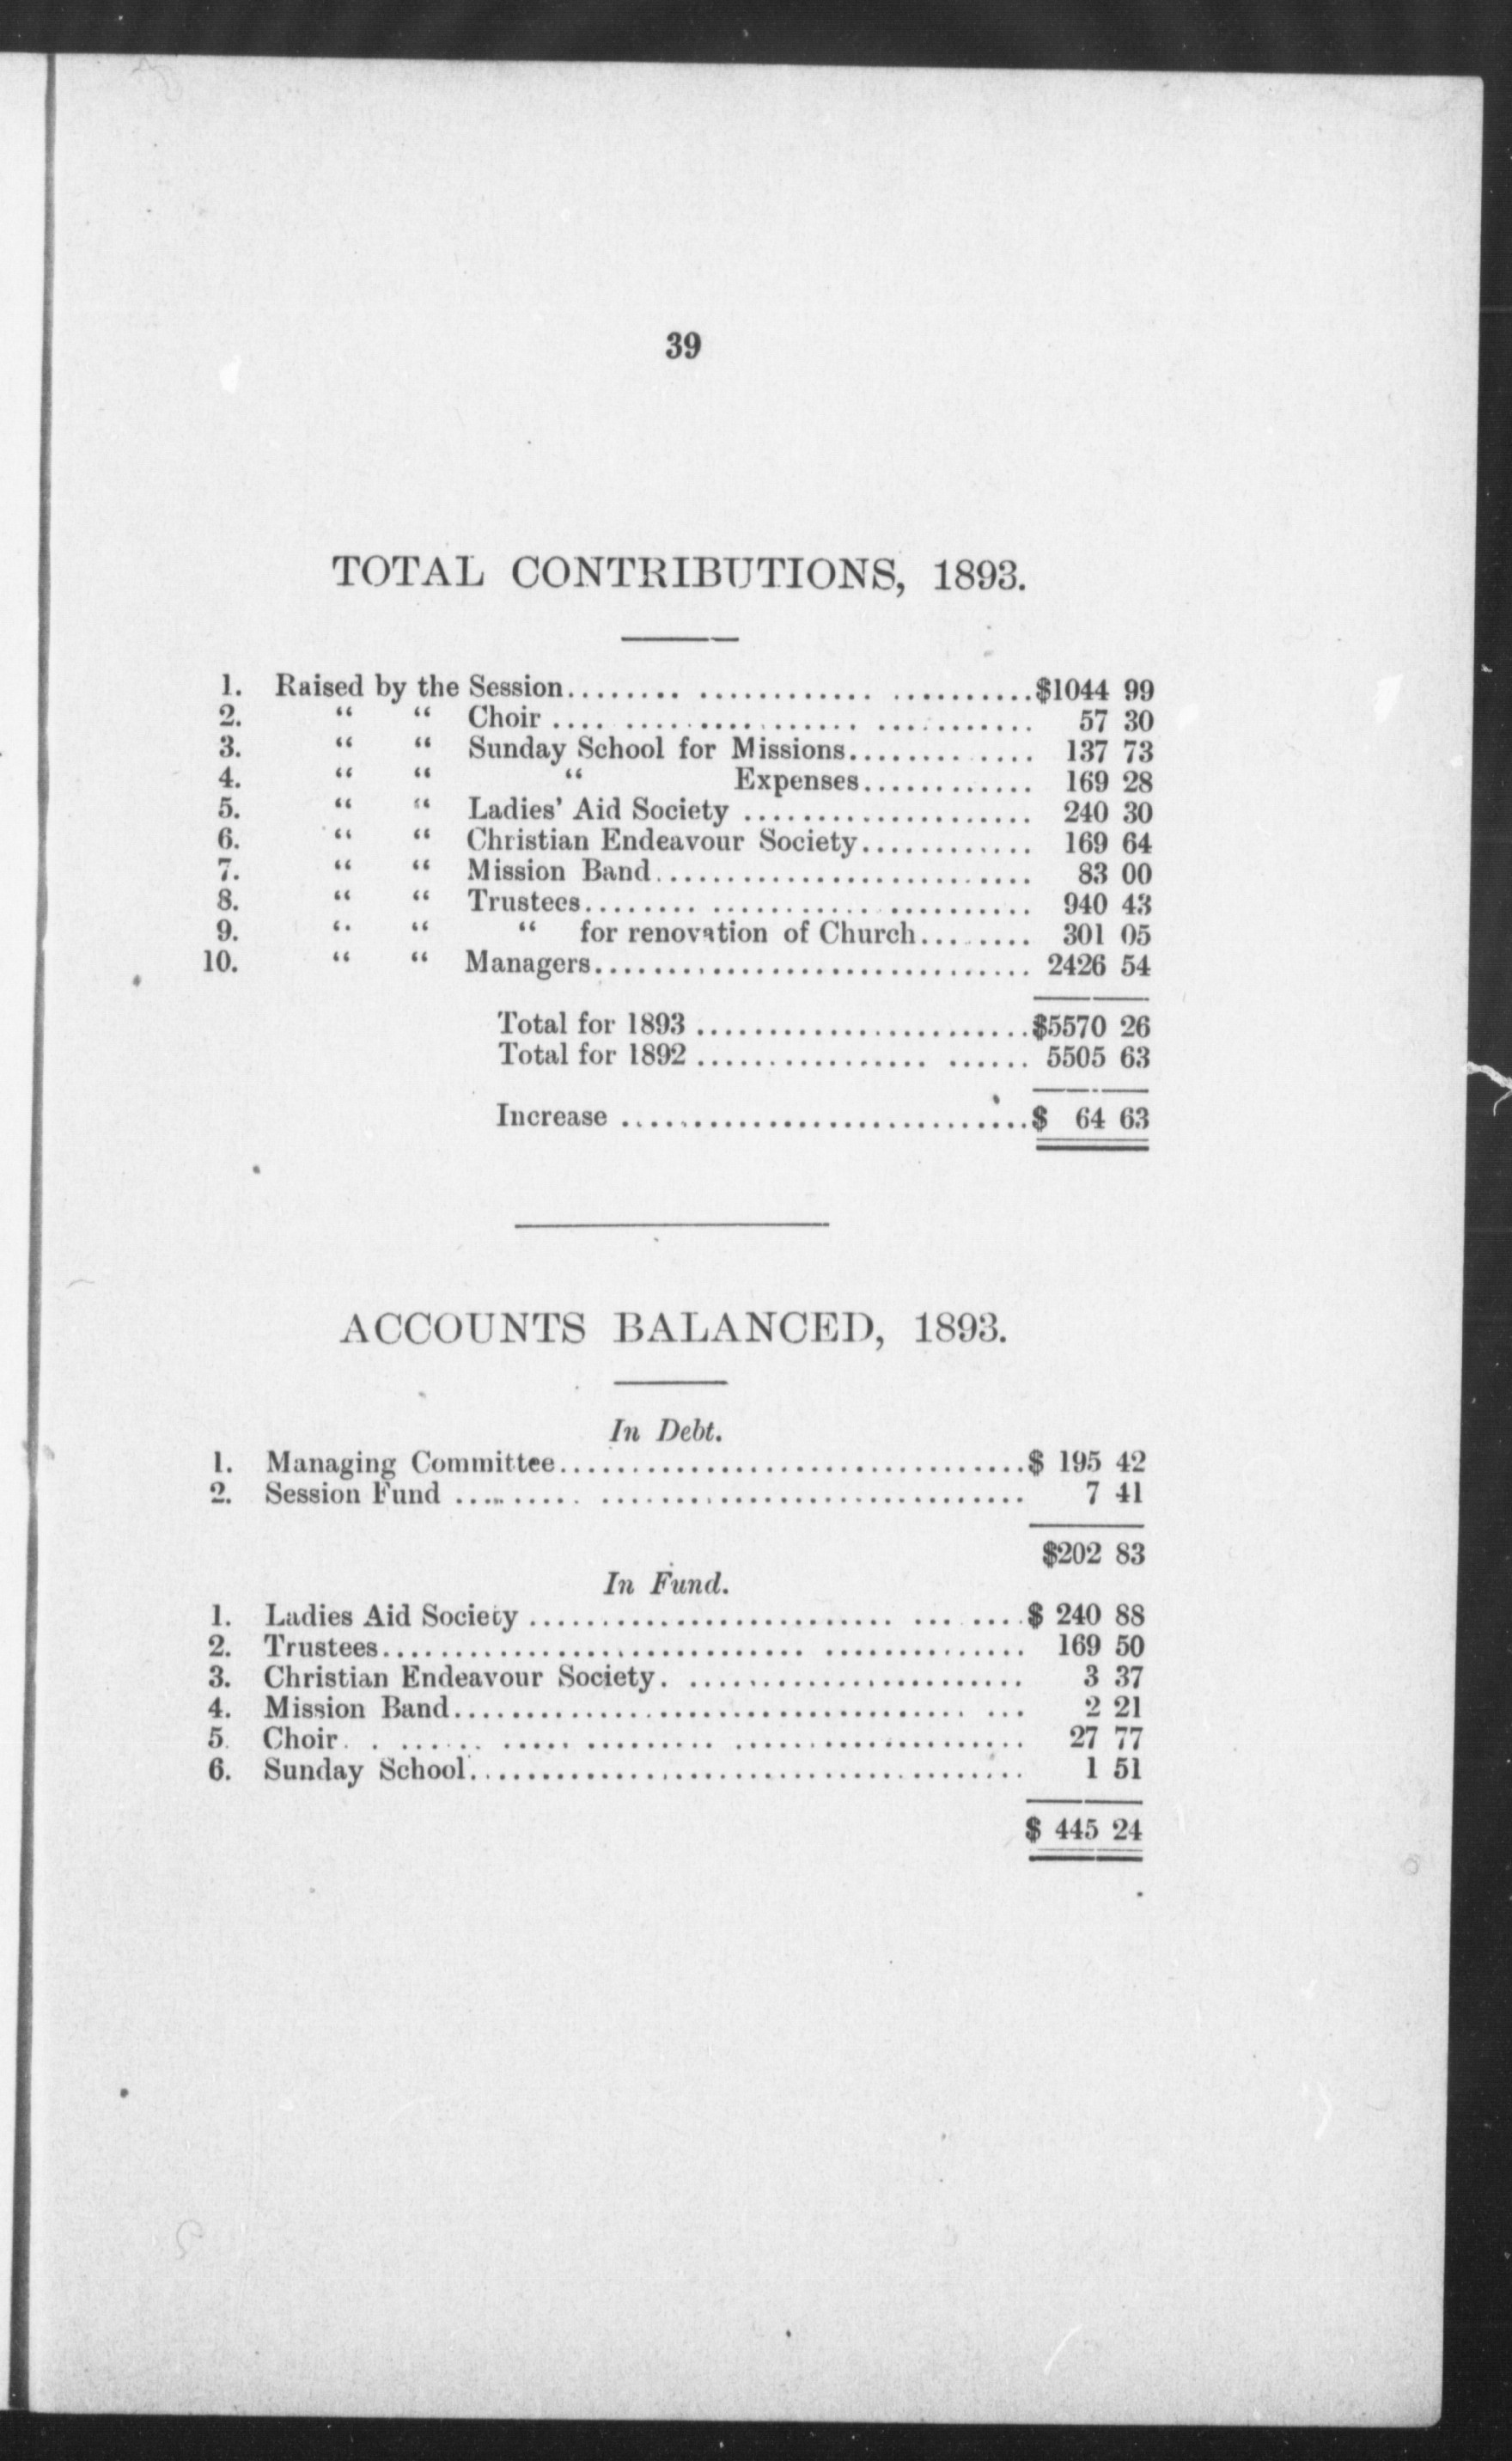 39
TOTAL CONTRIBUTIONS, 1893.
1. Raised by the Session........ ............ ..........$1044 99
2. “ “ Choir .... .................. ........... 57 30
3. “ “ Sunday School for Missions............. 137 73
4. “ “ “ Expenses............ 169 28
5. “ “ Ladies’ Aid Society .................... 240 30
6. “ “ Christian Endeavour Society............ 169 64
7. “ “ Mission Band.......................... 83 00
8. “ “ Trustees........ ...................... 940 43
9. “ “ “ for renovation of Church........ 301 05
10. “ “ Managers.............................. 2426 54
Total for 1893 .......................$5570 26
Total for 1892 ................ ...... 5505 63
Increase ............................$ 64 63
ACCOUNTS BALANCED, 1893.
In Debt.
1. Managing Committee................................$ 195 42
2. Session Fund ......... ............................. 7 41
$202 83
In Fund.
1. Ladies Aid Society ......................... ... ....$ 240 88
2. Trustees............................. .............. 169 50
3. Christian Endeavour Society. ....................... 3 37
4. Mission Band................................... ... 2 21
5. Choir. . ...... ..... ......... .................... 27 77
6. Sunday School...................................... 1 51
$ 445 24